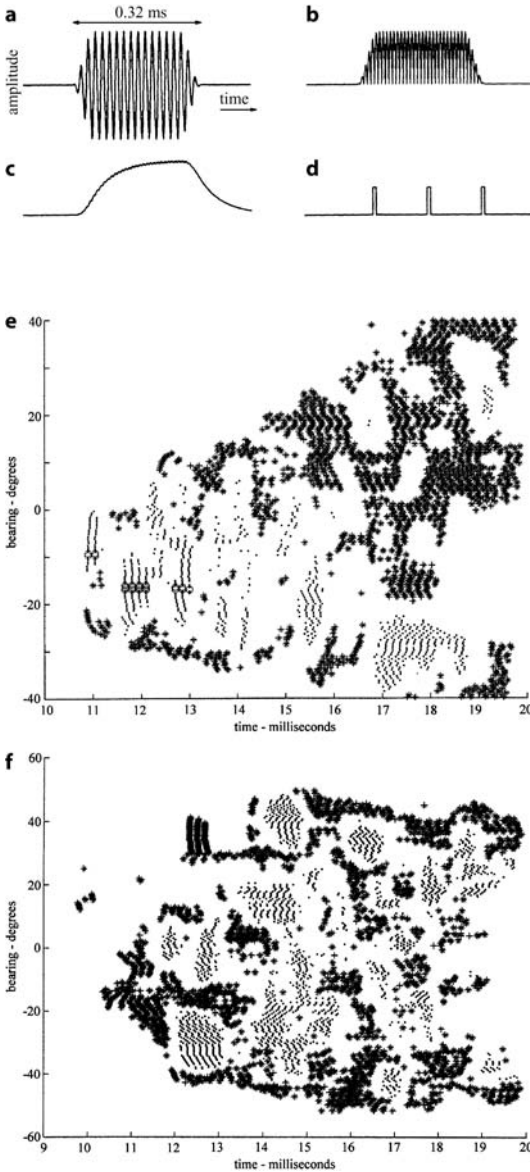 a
0.32 ms
b
amplitude
time
c
d
e
40
20
0
-20
-40
bearing - degrees
10 11 12 13 14 15 16 17 18 19 20
time - milliseconds
f
60
40
20
0
-20
-40
-60
bearing - degrees
9 10 11 12 13 14 15 16 17 18 19 20
time - milliseconds